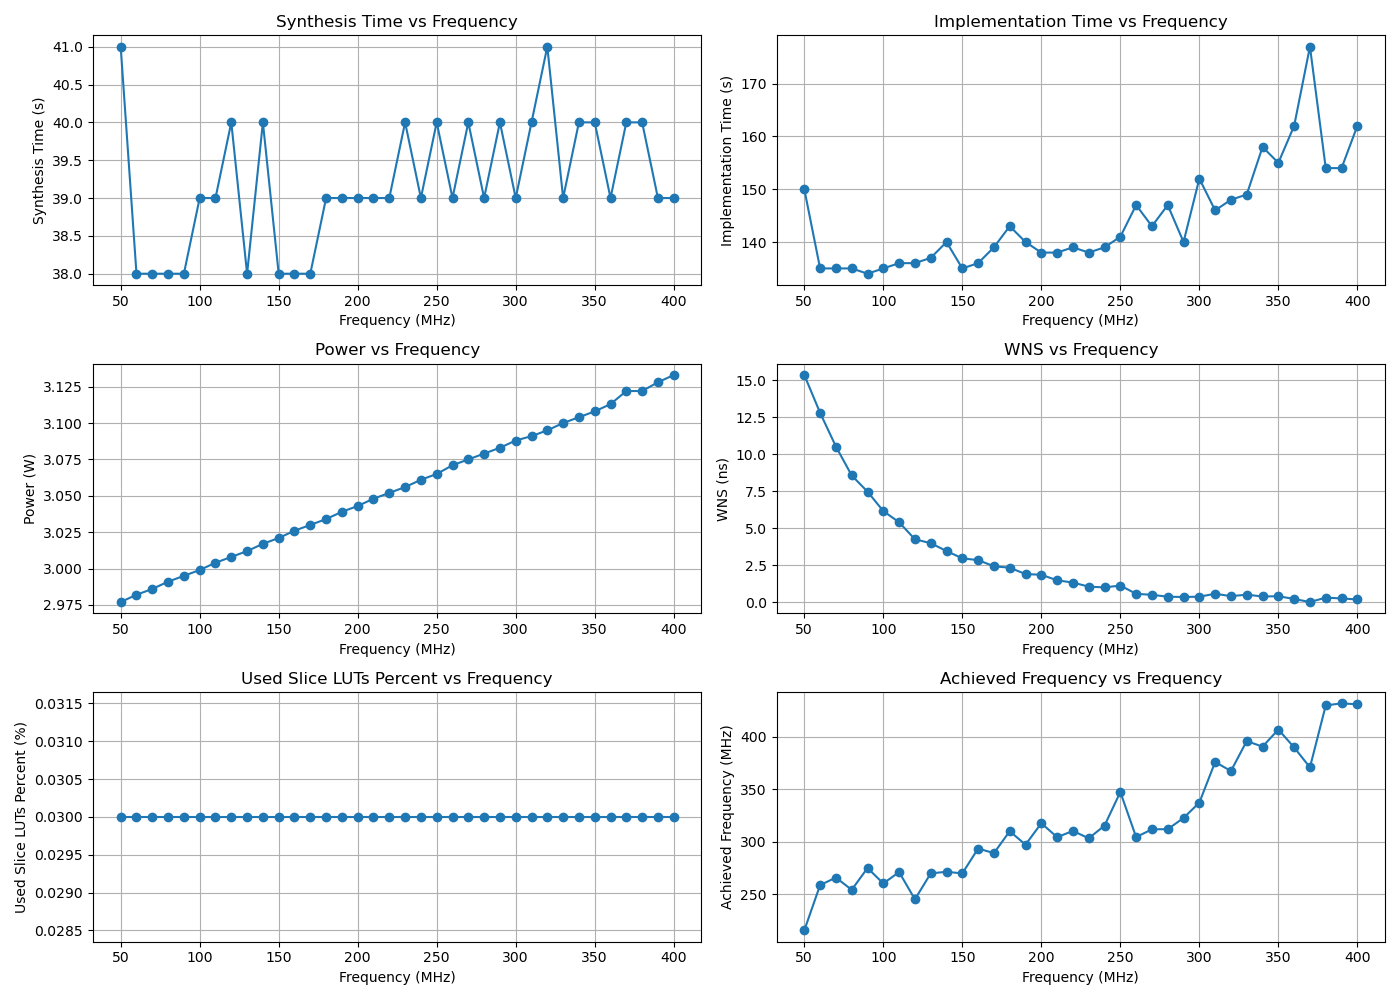 Synthesis Time vs Frequency
Synthesis Time (s)
41.0
40.5
40.0
39.5
39.0
38.5
38.0
50 100 150 200 250 300 350 400
Frequency (MHz)
Implementation Time vs Frequency
Implementation Time (s)
170
160
150
140
50 100 150 200 250 300 350 400
Frequency (MHz)
Power vs Frequency
Power (W)
3.125
3.100
3.075
3.050
3.025
3.000
2.975
50 100 150 200 250 300 350 400
Frequency (MHz)
WNS vs Frequency
WNS (ns)
15.0
12.5
10.0
7.5
5.0
2.5
0.0
50 100 150 200 250 300 350 400
Frequency (MHz)
Used Slice LUTs Percent vs Frequency
Used Slice LUTs Percent (%)
0.0315
0.0310
0.0305
0.0300
0.0295
0.0290
0.0285
50 100 150 200 250 300 350 400
Frequency (MHz)
Achieved Frequency vs Frequency
Achieved Frequency (MHz)
400
350
300
250
50 100 150 200 250 300 350 400
Frequency (MHz)